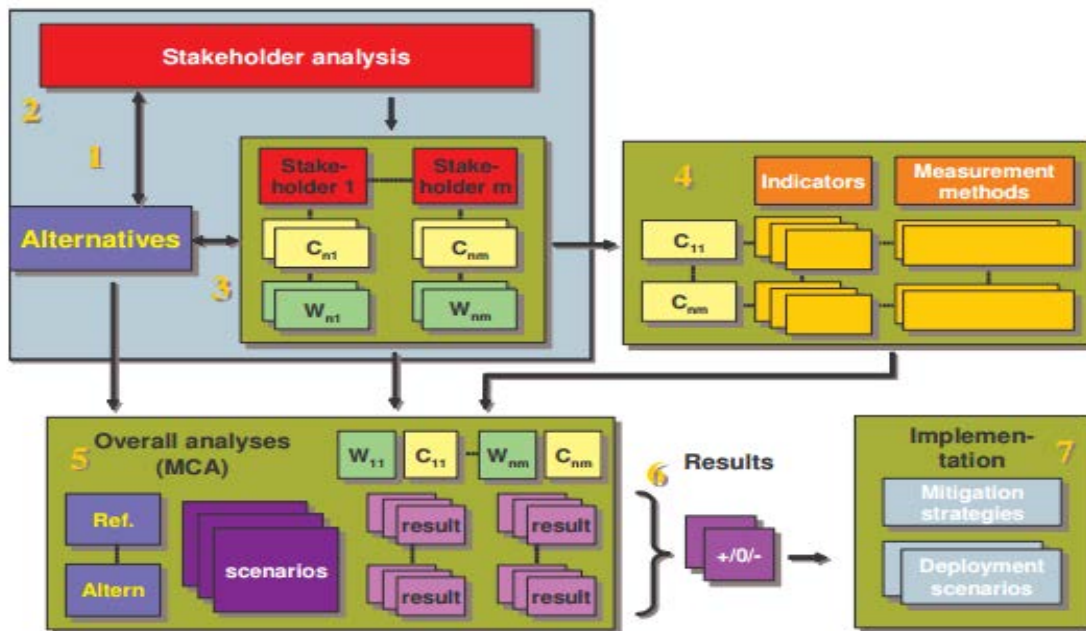 Stakeholder analysis
2
1
Stake-
holder 1
Stake-
holder m
4
Indicators
Measurement
methods
Alternatives
3
Cn1
Cnm
C11
Wn1
Wnm
Cnm
5
Overall analyses
(MCA)
W11
C11
Wnm
Cnm
6
Results
Implemen-
tation
7
Ref.
Altern
scenarios
result
result
result
result
+/0/-
Mitigation
strategies
Deployment
scenarios